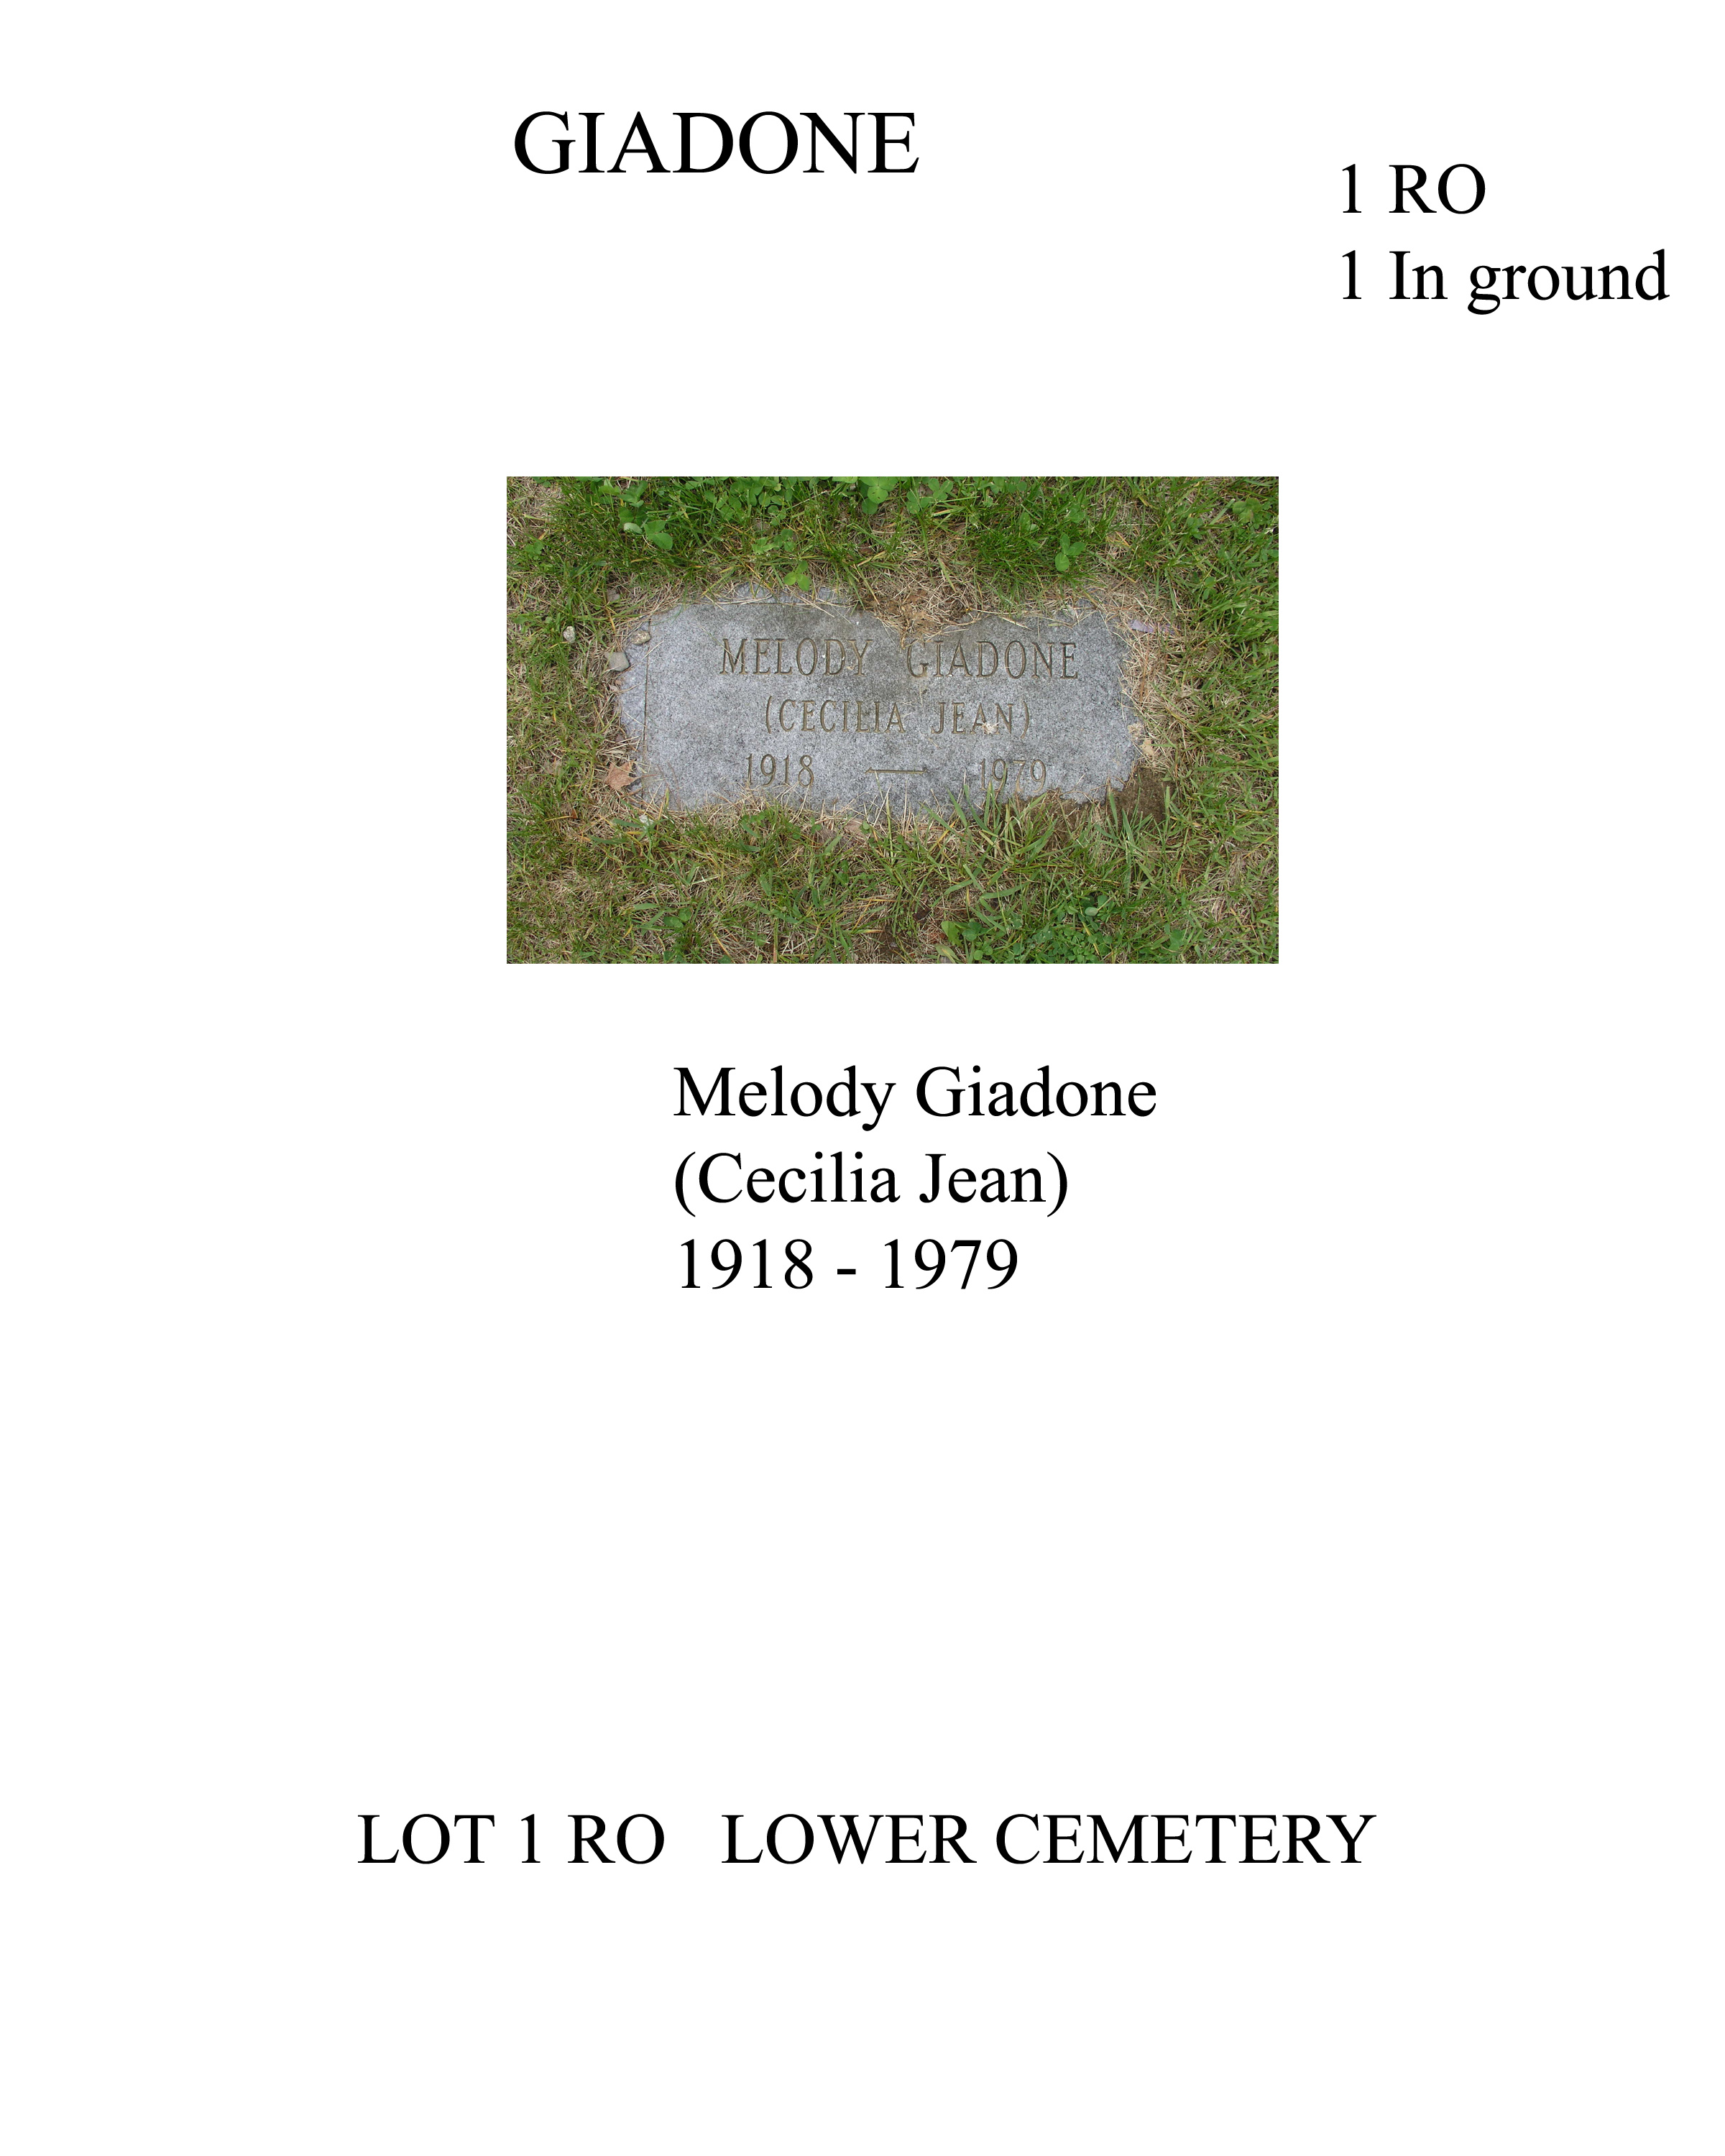 GIADONE
1 RO
1 In ground
MELODY GIADONE
(CECILIA JEAN)
1918 — 1979
Melody Giadone
(Cecilia Jean)
1918 - 1979
LOT 1 RO LOWER CEMETERY